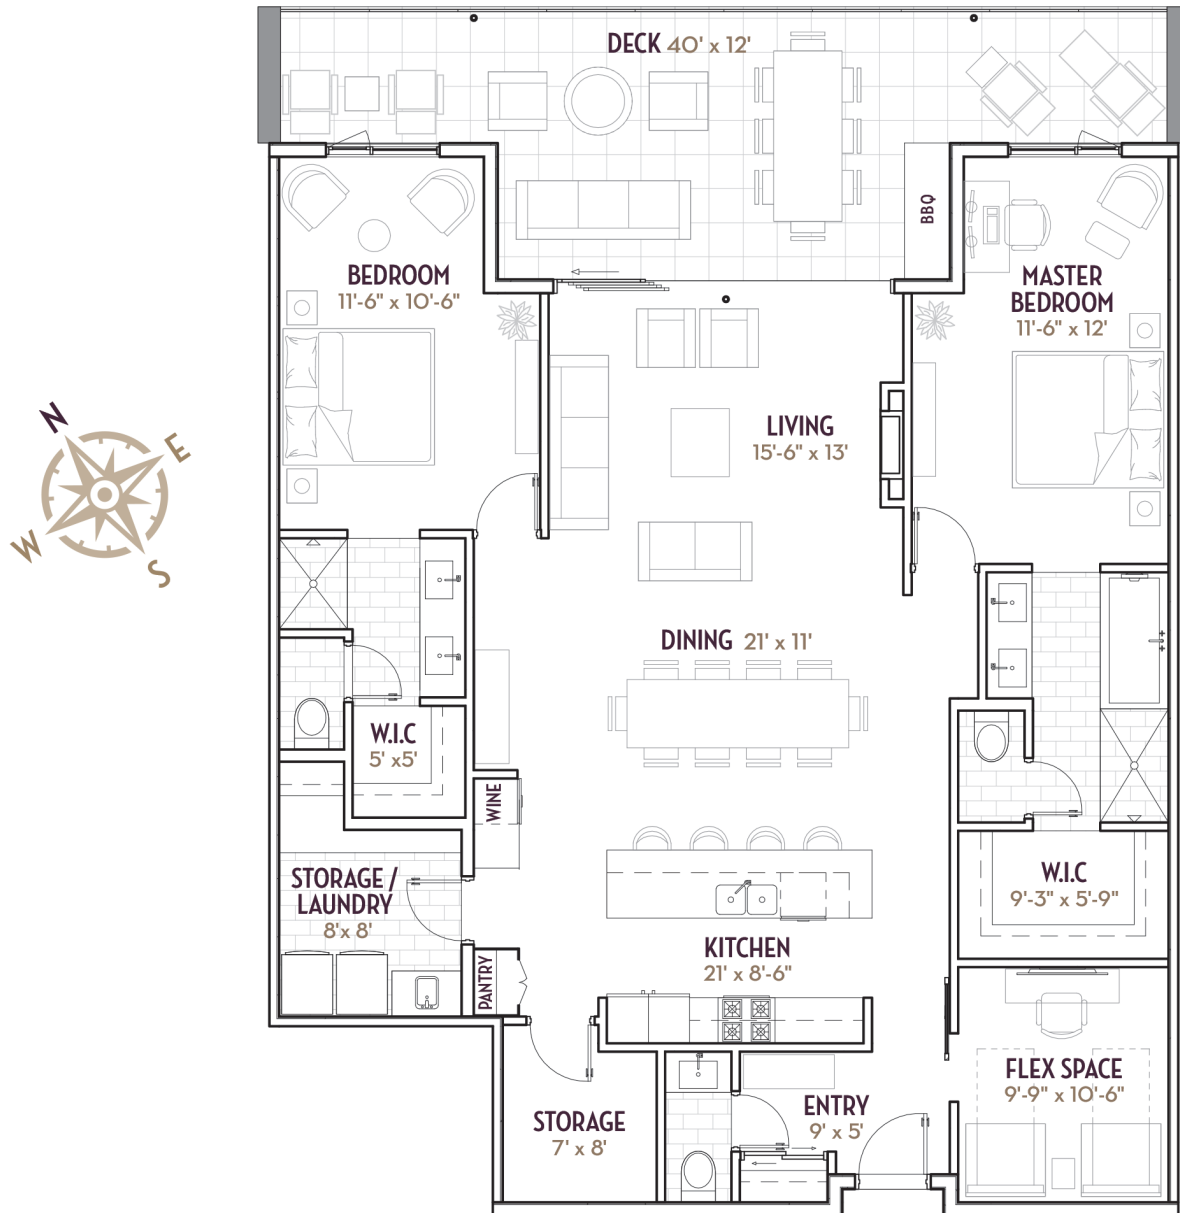 DECK 40' x 12'
BBQ
BEDROOM
11'-6" x 10'-6"
MASTER
BEDROOM
11'-6" x 12'
N
E
W
S
LIVING
15'-6" x 13'
DINING 21' x 11'
W.I.C
5' x5'
WINE
STORAGE /
LAUNDRY
8'x 8'
W.I.C
9'-3" x 5'-9"
KITCHEN
21' x 8'-6"
PANTRY
FLEX SPACE
9'-9" x 10'-6"
STORAGE
7' x 8'
ENTRY
9' x 5'